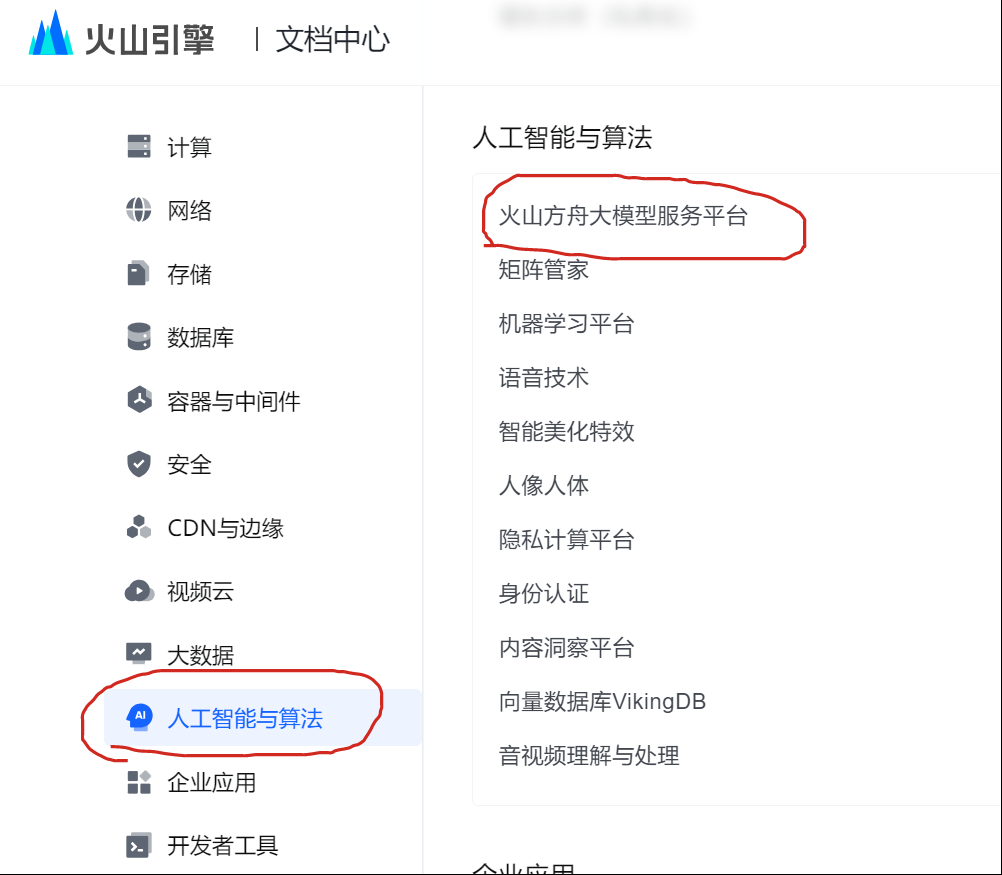 火山引擎 | 文档中心
计算
网络
存储
数据库
容器与中间件
安全
CDN与边缘
视频云
大数据
AI 人工智能与算法
企业应用
开发者工具
人工智能与算法
火山方舟大模型服务平台
矩阵管家
机器学习平台
语音技术
智能美化特效
人像人体
隐私计算平台
身份认证
内容洞察平台
向量数据库VikingDB
音视频理解与处理
企业应用